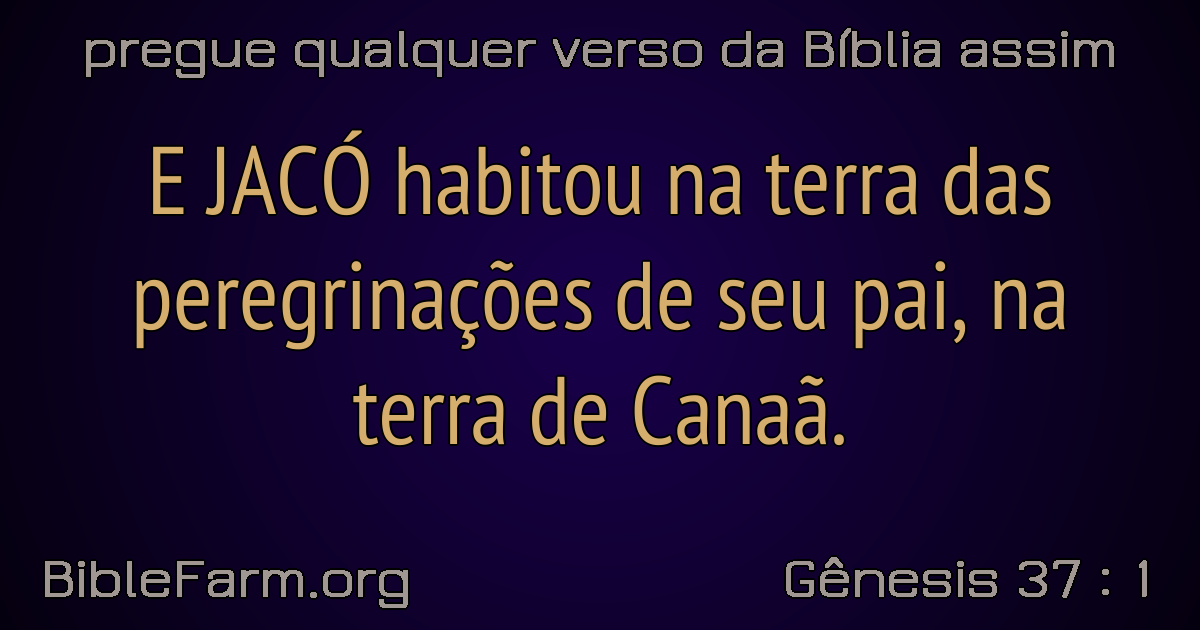 pregue qualquer verso da Bíblia assim
E JACÓ habitou na terra das
peregrinações de seu pai, na
terra de Canaã.
BibleFarm.org
Gênesis 37 : 1